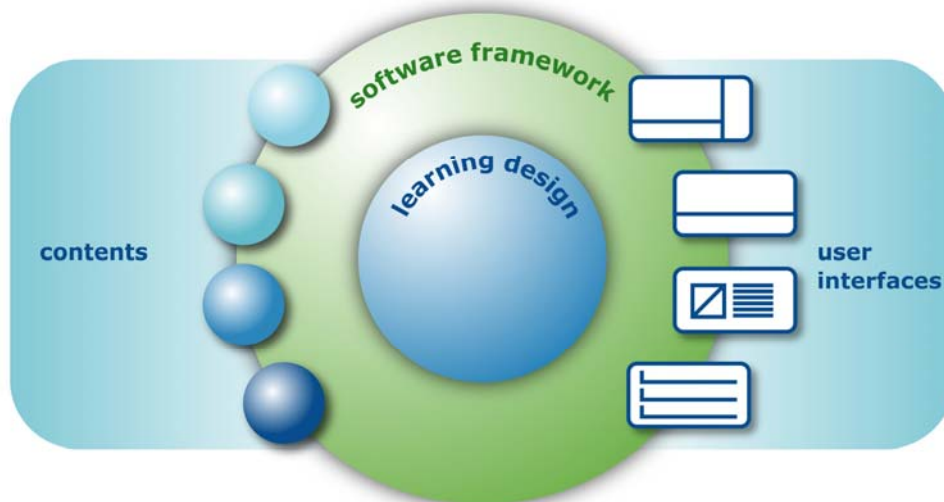 software framework
learning design
contents
user
interfaces